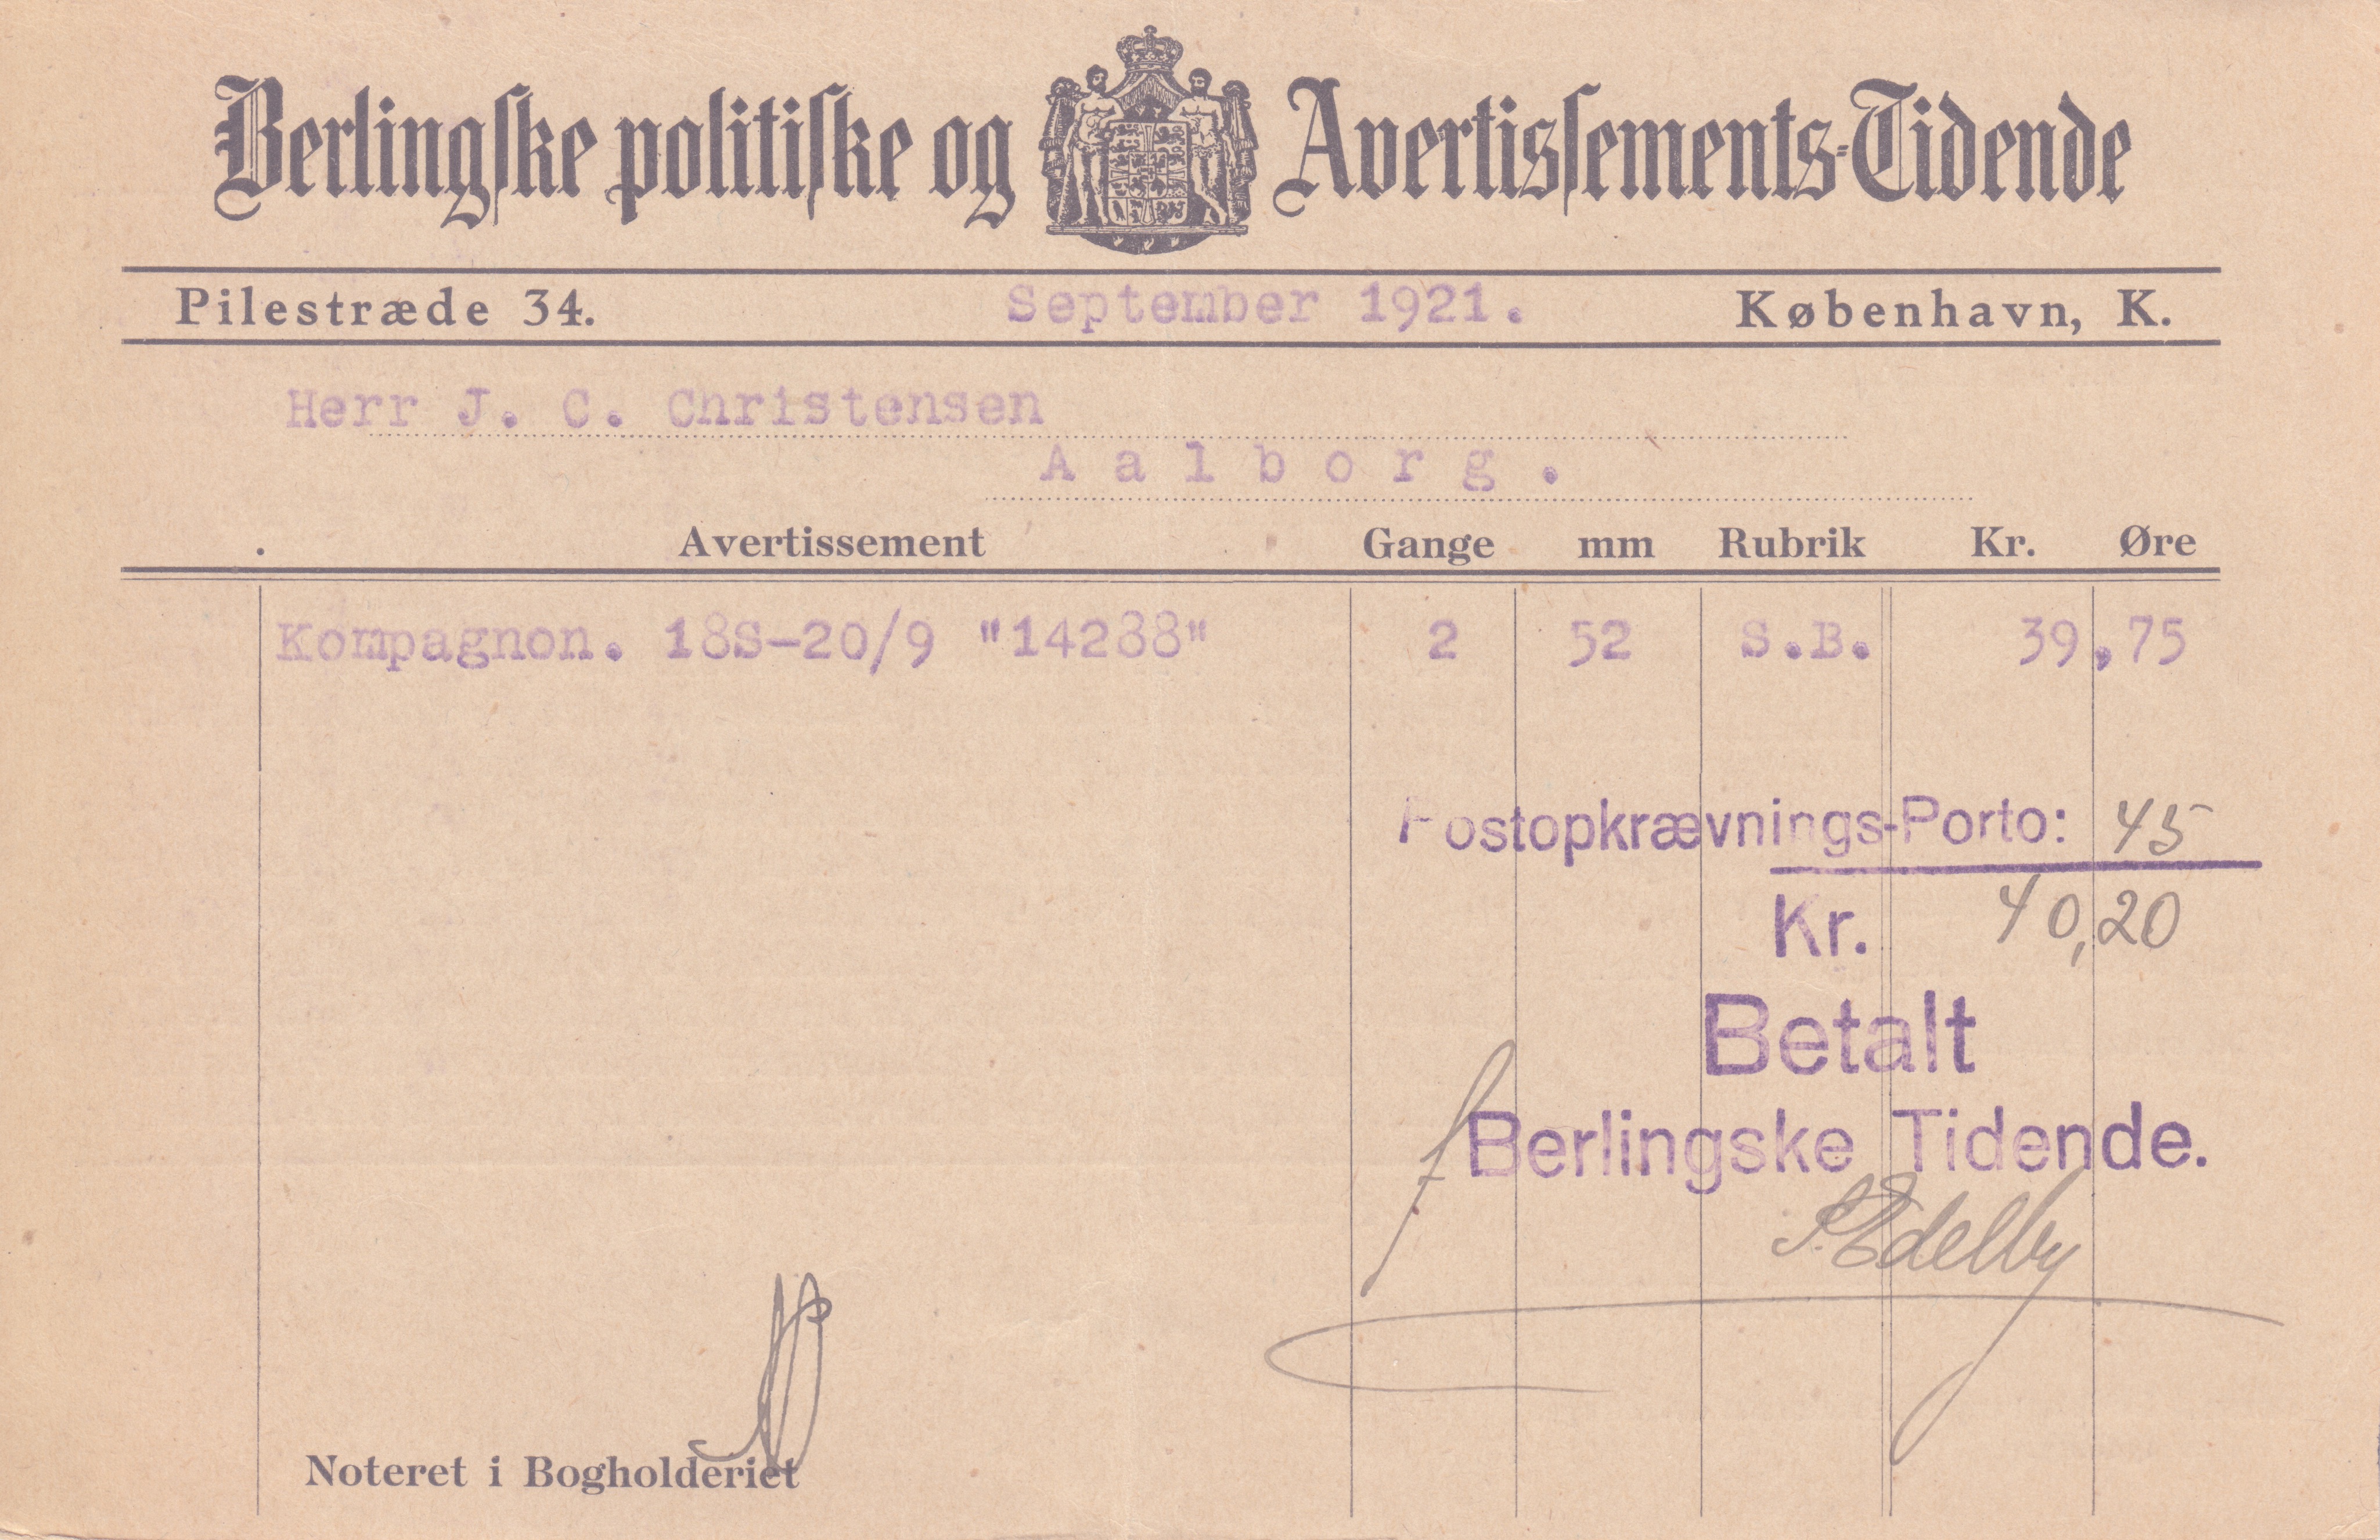 Berlingske politiske og Avertissements-Tidende
Pilestræde 34. September 1921. København, K.
Herr J. C. Christensen
Aalborg.
Avertissement Gange mm Rubrik Kr. Øre
Kompagnon. 18S-20/9 "14288" 2 52 S.B. 39,75
Postopkrævnings-Porto: 45
Kr. 40,20
Betalt
Berlingske Tidende.
Edelby
Noteret i Bogholderiet